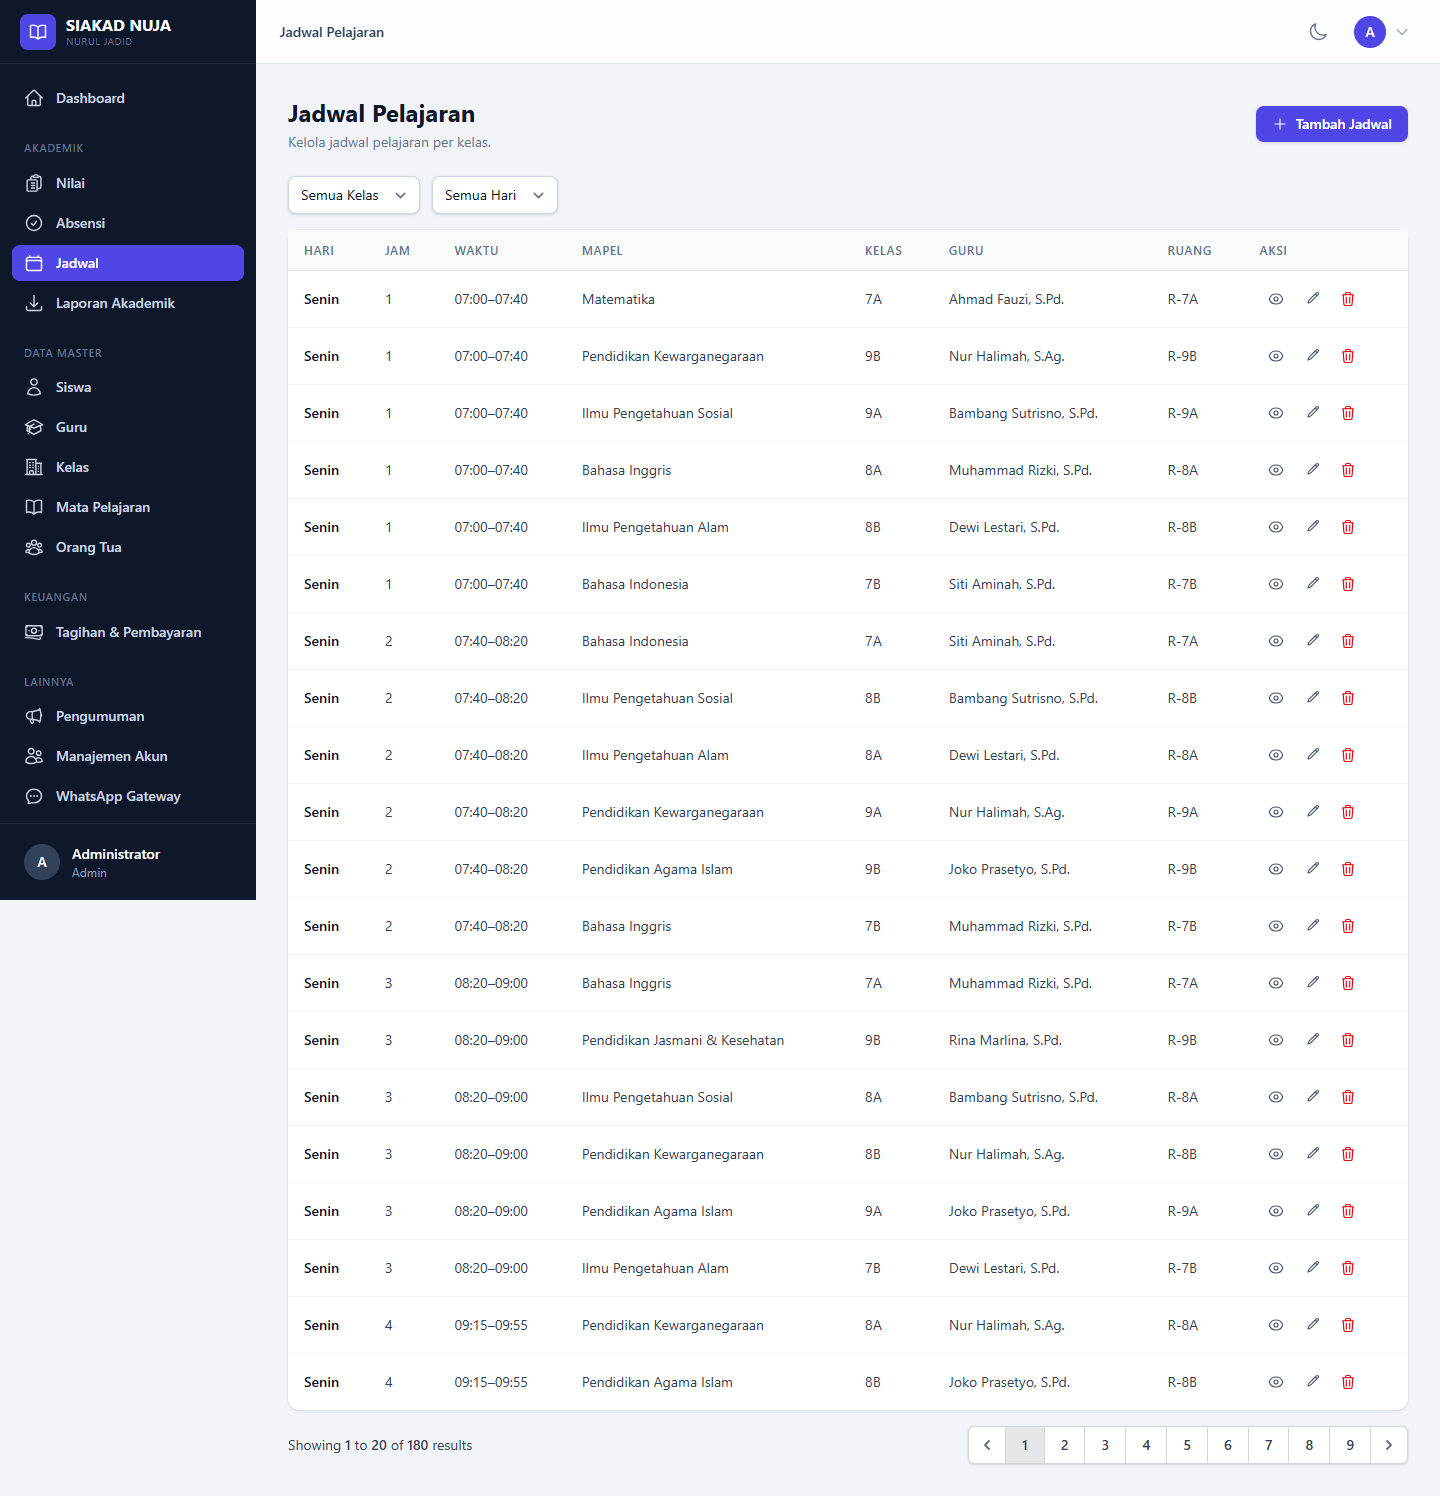 SIAKAD NUJA
NURUL JADID
Dashboard
AKADEMIK
Nilai
Absensi
Jadwal
Laporan Akademik
DATA MASTER
Siswa
Guru
Kelas
Mata Pelajaran
Orang Tua
KEUANGAN
Tagihan & Pembayaran
LAINNYA
Pengumuman
Manajemen Akun
WhatsApp Gateway
A
Administrator
Admin
Jadwal Pelajaran
A
Jadwal Pelajaran
Kelola jadwal pelajaran per kelas.
Tambah Jadwal
Semua Kelas
Semua Hari
HARI JAM WAKTU MAPEL KELAS GURU RUANG AKSI
Senin 1 07:00–07:40 Matematika 7A Ahmad Fauzi, S.Pd. R-7A
Senin 1 07:00–07:40 Pendidikan Kewarganegaraan 9B Nur Halimah, S.Ag. R-9B
Senin 1 07:00–07:40 Ilmu Pengetahuan Sosial 9A Bambang Sutrisno, S.Pd. R-9A
Senin 1 07:00–07:40 Bahasa Inggris 8A Muhammad Rizki, S.Pd. R-8A
Senin 1 07:00–07:40 Ilmu Pengetahuan Alam 8B Dewi Lestari, S.Pd. R-8B
Senin 1 07:00–07:40 Bahasa Indonesia 7B Siti Aminah, S.Pd. R-7B
Senin 2 07:40–08:20 Bahasa Indonesia 7A Siti Aminah, S.Pd. R-7A
Senin 2 07:40–08:20 Ilmu Pengetahuan Sosial 8B Bambang Sutrisno, S.Pd. R-8B
Senin 2 07:40–08:20 Ilmu Pengetahuan Alam 8A Dewi Lestari, S.Pd. R-8A
Senin 2 07:40–08:20 Pendidikan Kewarganegaraan 9A Nur Halimah, S.Ag. R-9A
Senin 2 07:40–08:20 Pendidikan Agama Islam 9B Joko Prasetyo, S.Pd. R-9B
Senin 2 07:40–08:20 Bahasa Inggris 7B Muhammad Rizki, S.Pd. R-7B
Senin 3 08:20–09:00 Bahasa Inggris 7A Muhammad Rizki, S.Pd. R-7A
Senin 3 08:20–09:00 Pendidikan Jasmani & Kesehatan 9B Rina Marlina, S.Pd. R-9B
Senin 3 08:20–09:00 Ilmu Pengetahuan Sosial 8A Bambang Sutrisno, S.Pd. R-8A
Senin 3 08:20–09:00 Pendidikan Kewarganegaraan 8B Nur Halimah, S.Ag. R-8B
Senin 3 08:20–09:00 Pendidikan Agama Islam 9A Joko Prasetyo, S.Pd. R-9A
Senin 3 08:20–09:00 Ilmu Pengetahuan Alam 7B Dewi Lestari, S.Pd. R-7B
Senin 4 09:15–09:55 Pendidikan Kewarganegaraan 8A Nur Halimah, S.Ag. R-8A
Senin 4 09:15–09:55 Pendidikan Agama Islam 8B Joko Prasetyo, S.Pd. R-8B
Showing 1 to 20 of 180 results
1 2 3 4 5 6 7 8 9